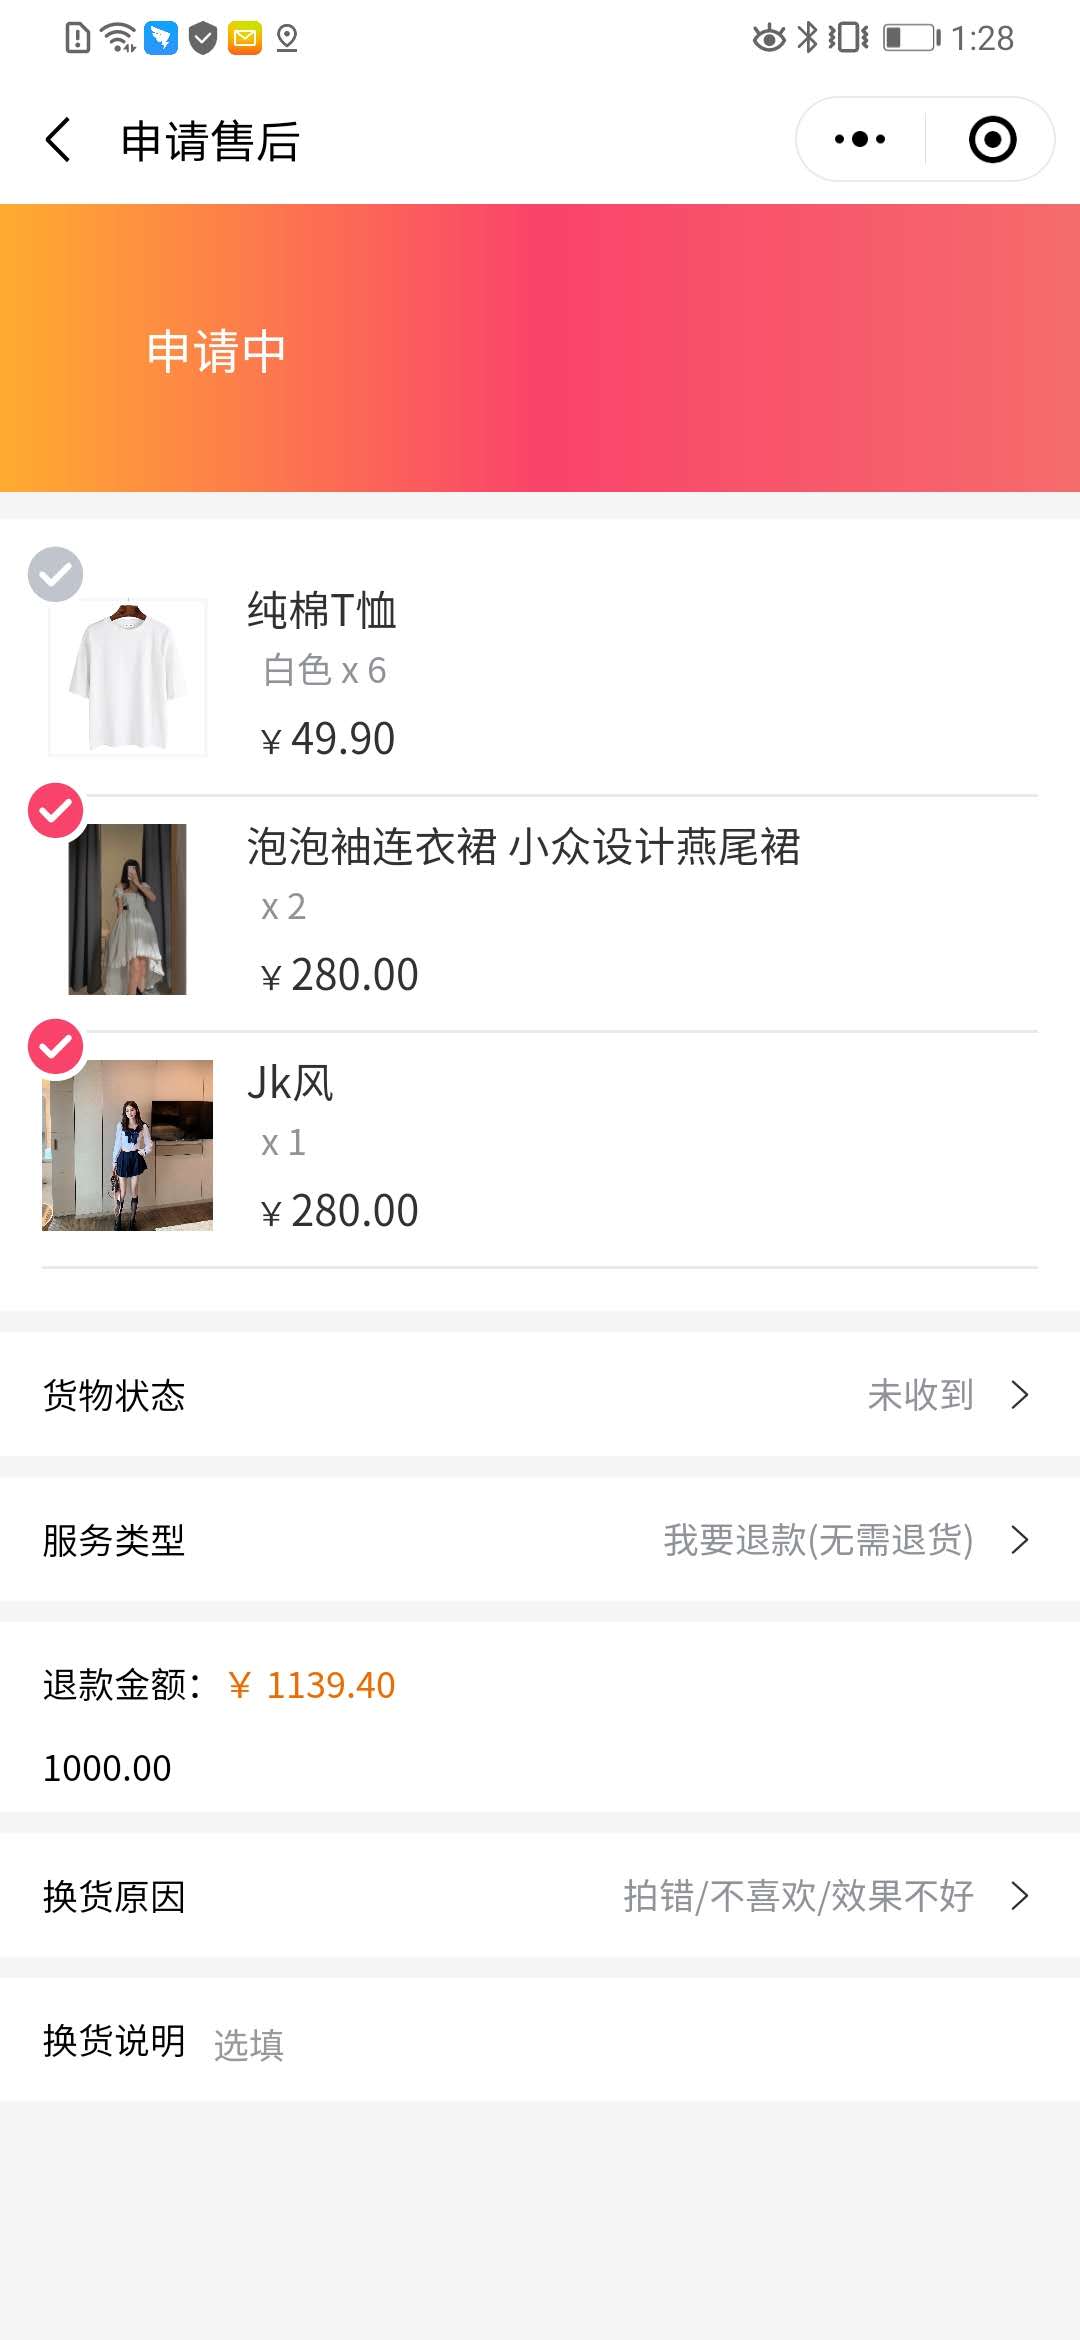 1:28
申请售后
申请中
纯棉T恤
白色 x 6
¥ 49.90
泡泡袖连衣裙 小众设计燕尾裙
x 2
¥ 280.00
Jk风
x 1
¥ 280.00
货物状态 未收到
服务类型 我要退款(无需退货)
退款金额： ¥ 1139.40
1000.00
换货原因 拍错/不喜欢/效果不好
换货说明 选填